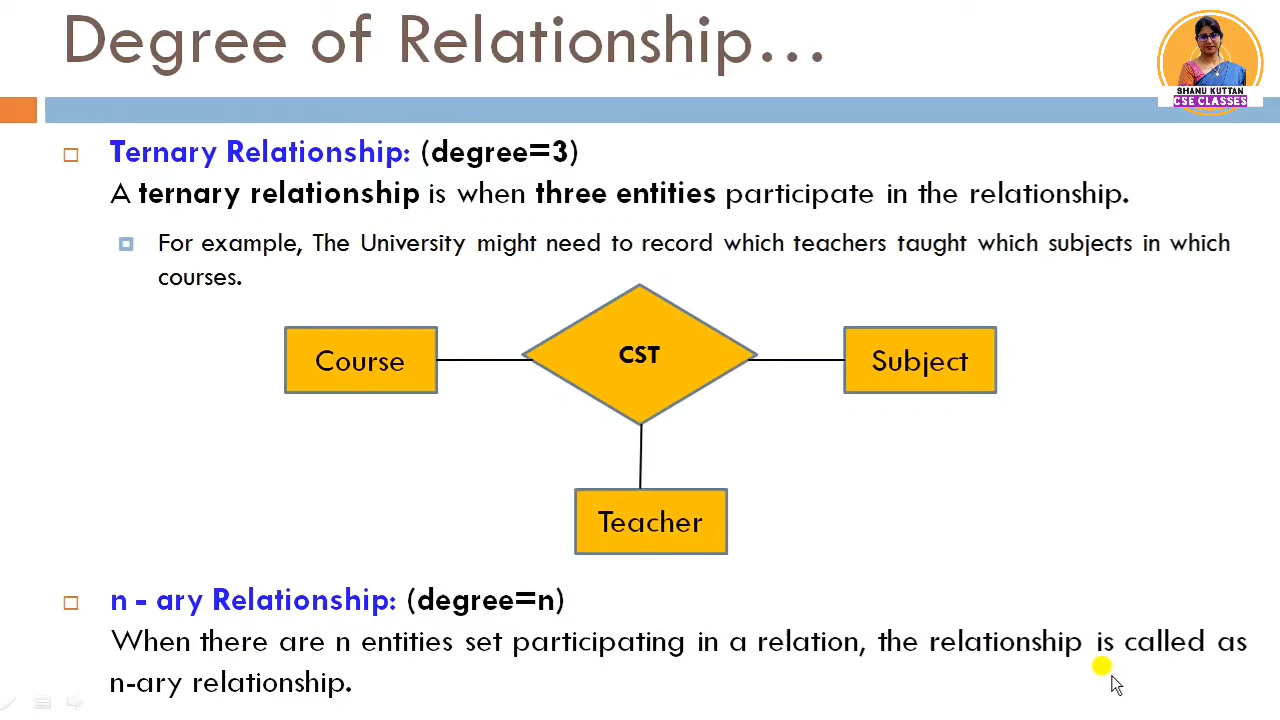 Degree of Relationship…
SHANU KUTTAN
CSE CLASSES
Ternary Relationship: (degree=3)
A ternary relationship is when three entities participate in the relationship.
For example, The University might need to record which teachers taught which subjects in which
courses.
Course
CST
Subject
Teacher
n - ary Relationship: (degree=n)
When there are n entities set participating in a relation, the relationship is called as
n-ary relationship.